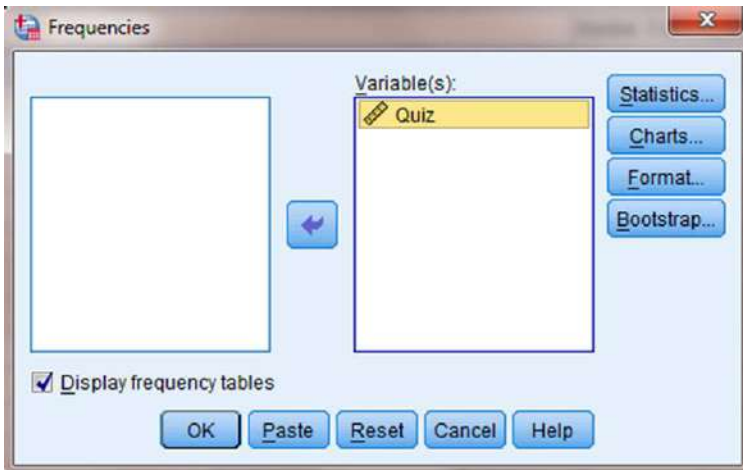 Frequencies
Variable(s):
Quiz
Statistics...
Charts...
Format...
Bootstrap...
Display frequency tables
OK Paste Reset Cancel Help